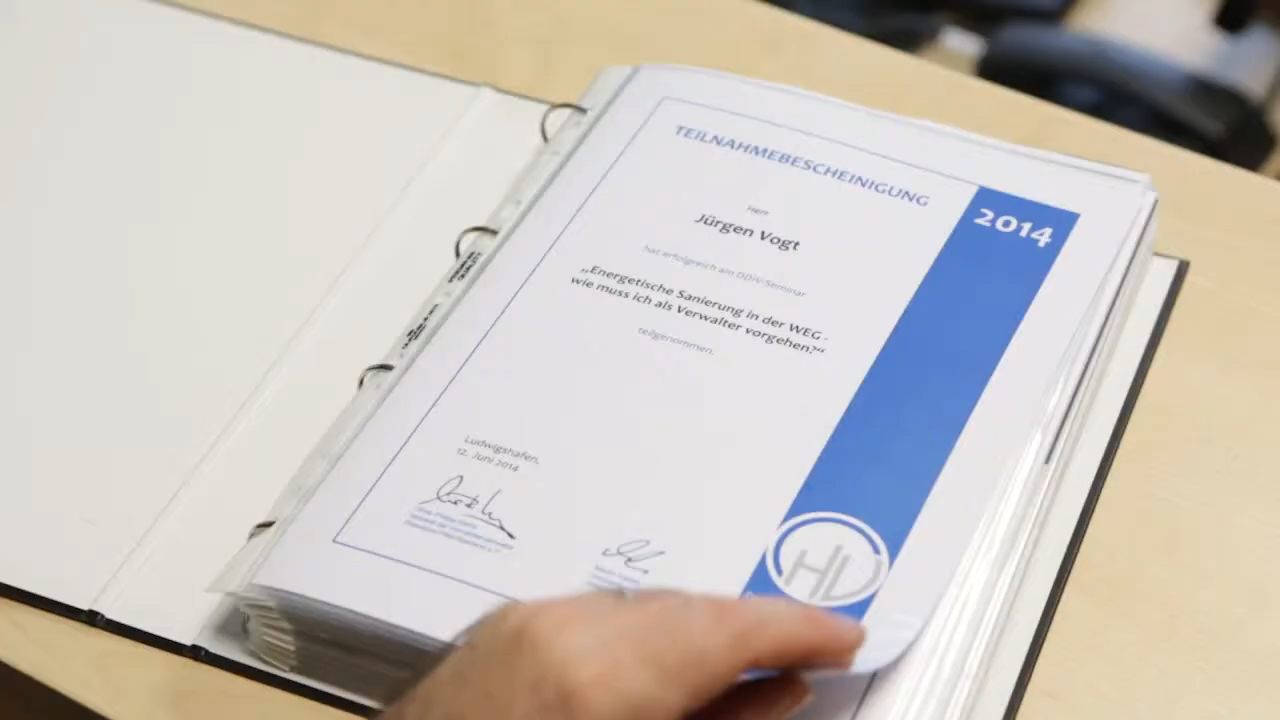 TEILNAHMEBESCHEINIGUNG
2014
Herr
Jürgen Vogt
hat erfolgreich am DDIV-Seminar
„Energetische Sanierung in der WEG -
wie muss ich als Verwalter vorgehen?“
teilgenommen.
Ludwigshafen,
12. Juni 2014